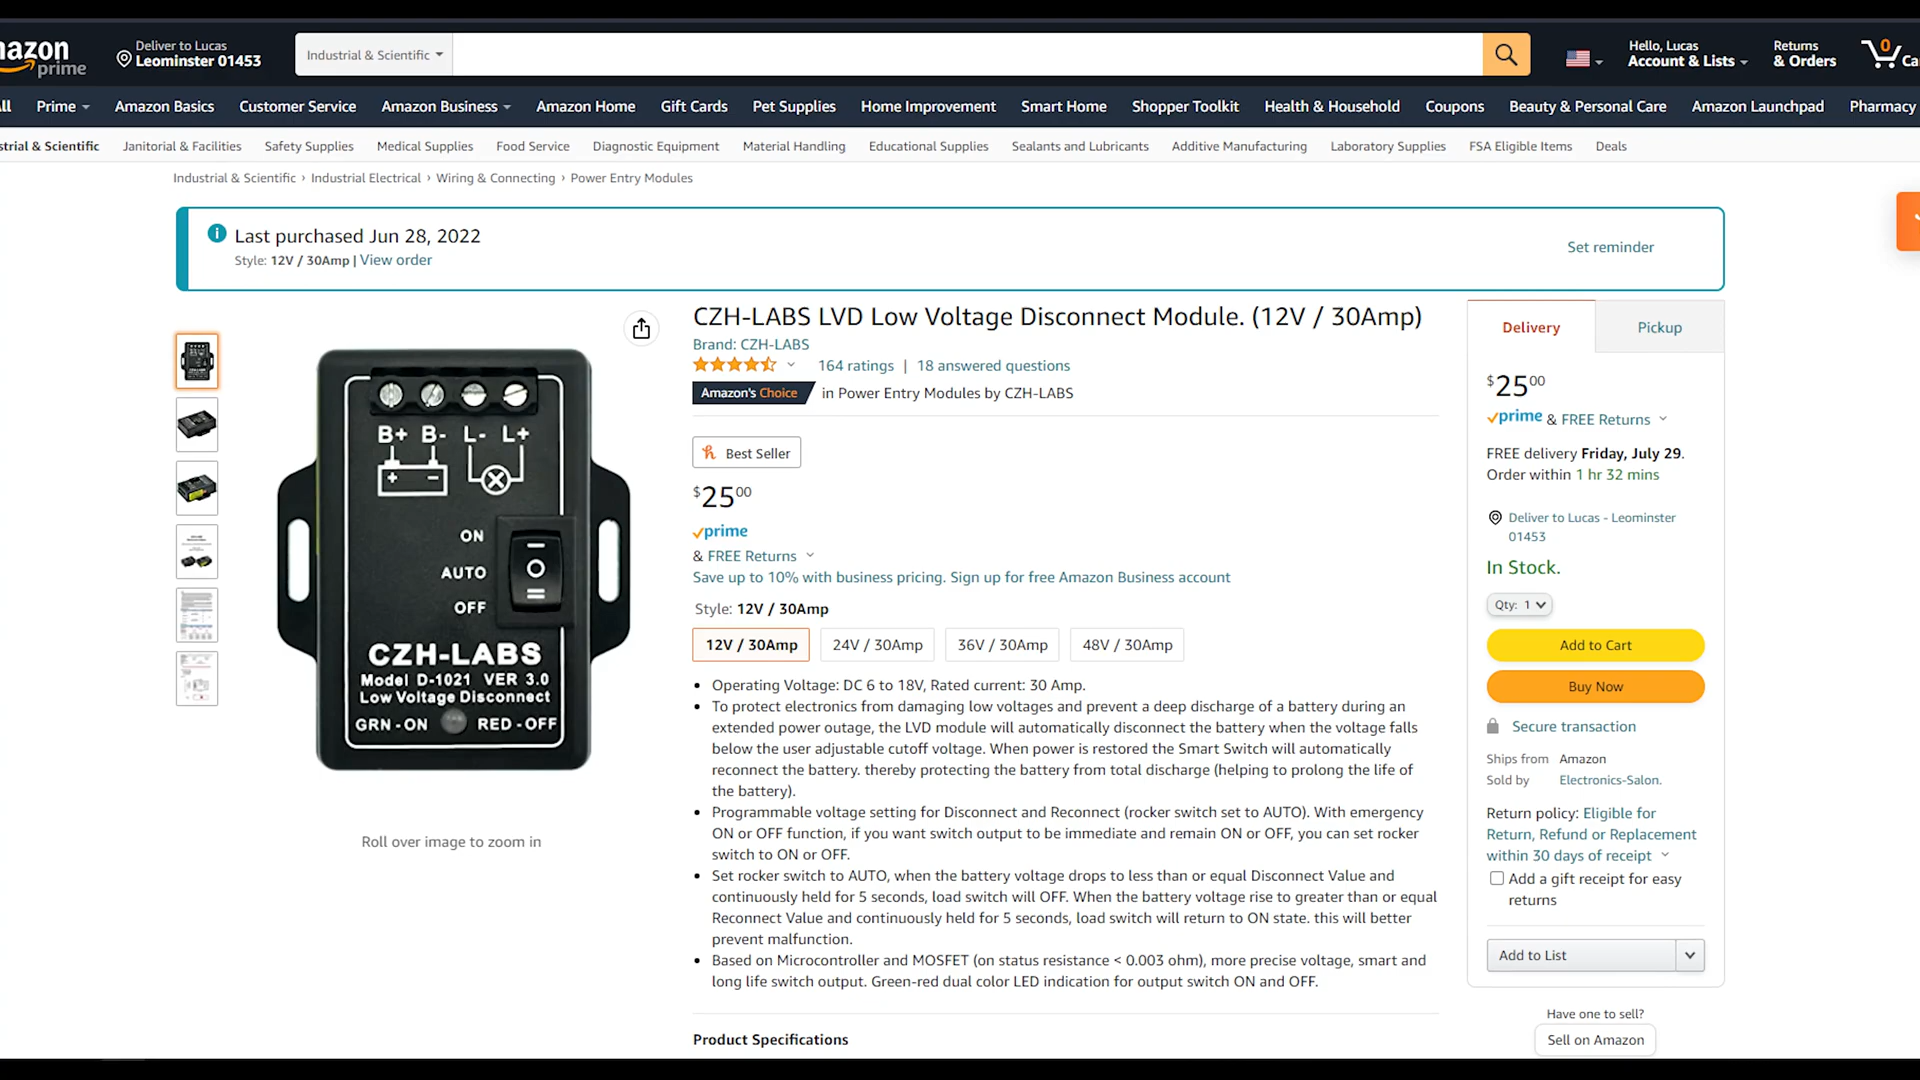 mazon
prime
Deliver to Lucas
Leominster 01453
Industrial & Scientific
Hello, Lucas
Account & Lists
Returns
& Orders
0
Prime
Amazon Basics
Customer Service
Amazon Business
Amazon Home
Gift Cards
Pet Supplies
Home Improvement
Smart Home
Shopper Toolkit
Health & Household
Coupons
Beauty & Personal Care
Amazon Launchpad
Pharmacy
strial & Scientific
Janitorial & Facilities
Safety Supplies
Medical Supplies
Food Service
Diagnostic Equipment
Material Handling
Educational Supplies
Sealants and Lubricants
Additive Manufacturing
Laboratory Supplies
FSA Eligible Items
Deals
Industrial & Scientific › Industrial Electrical › Wiring & Connecting › Power Entry Modules
Last purchased Jun 28, 2022
Style: 12V / 30Amp | View order
Set reminder
B+ B- L- L+
ON
AUTO
OFF
CZH-LABS
Model D-1021 VER 3.0
Low Voltage Disconnect
GRN - ON RED - OFF
Roll over image to zoom in
CZH-LABS LVD Low Voltage Disconnect Module. (12V / 30Amp)
Brand: CZH-LABS
164 ratings | 18 answered questions
Amazon's Choice in Power Entry Modules by CZH-LABS
Best Seller
$25 00
prime
& FREE Returns
Save up to 10% with business pricing. Sign up for free Amazon Business account
Style: 12V / 30Amp
12V / 30Amp
24V / 30Amp
36V / 30Amp
48V / 30Amp
• Operating Voltage: DC 6 to 18V, Rated current: 30 Amp.
• To protect electronics from damaging low voltages and prevent a deep discharge of a battery during an
extended power outage, the LVD module will automatically disconnect the battery when the voltage falls
below the user adjustable cutoff voltage. When power is restored the Smart Switch will automatically
reconnect the battery. thereby protecting the battery from total discharge (helping to prolong the life of
the battery).
• Programmable voltage setting for Disconnect and Reconnect (rocker switch set to AUTO). With emergency
ON or OFF function, if you want switch output to be immediate and remain ON or OFF, you can set rocker
switch to ON or OFF.
• Set rocker switch to AUTO, when the battery voltage drops to less than or equal Disconnect Value and
continuously held for 5 seconds, load switch will OFF. When the battery voltage rise to greater than or equal
Reconnect Value and continuously held for 5 seconds, load switch will return to ON state. this will better
prevent malfunction.
• Based on Microcontroller and MOSFET (on status resistance < 0.003 ohm), more precise voltage, smart and
long life switch output. Green-red dual color LED indication for output switch ON and OFF.
Product Specifications
Delivery
Pickup
$25 00
prime & FREE Returns
FREE delivery Friday, July 29.
Order within 1 hr 32 mins
Deliver to Lucas - Leominster
01453
In Stock.
Qty: 1
Add to Cart
Buy Now
Secure transaction
Ships from Amazon
Sold by Electronics-Salon.
Return policy: Eligible for
Return, Refund or Replacement
within 30 days of receipt
Add a gift receipt for easy
returns
Add to List
Have one to sell?
Sell on Amazon